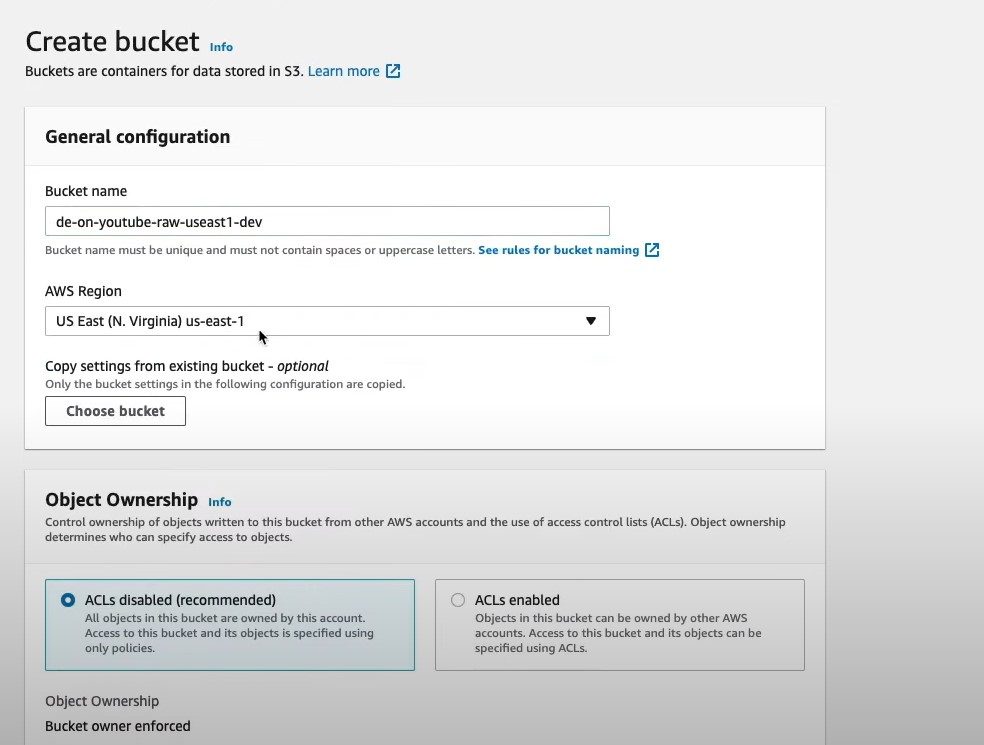 Create bucket Info
Buckets are containers for data stored in S3. Learn more
General configuration
Bucket name
de-on-youtube-raw-useast1-dev
Bucket name must be unique and must not contain spaces or uppercase letters. See rules for bucket naming
AWS Region
US East (N. Virginia) us-east-1
Copy settings from existing bucket - optional
Only the bucket settings in the following configuration are copied.
Choose bucket
Object Ownership Info
Control ownership of objects written to this bucket from other AWS accounts and the use of access control lists (ACLs). Object ownership
determines who can specify access to objects.
ACLs disabled (recommended)
All objects in this bucket are owned by this account.
Access to this bucket and its objects is specified using
only policies.
ACLs enabled
Objects in this bucket can be owned by other AWS
accounts. Access to this bucket and its objects can be
specified using ACLs.
Object Ownership
Bucket owner enforced